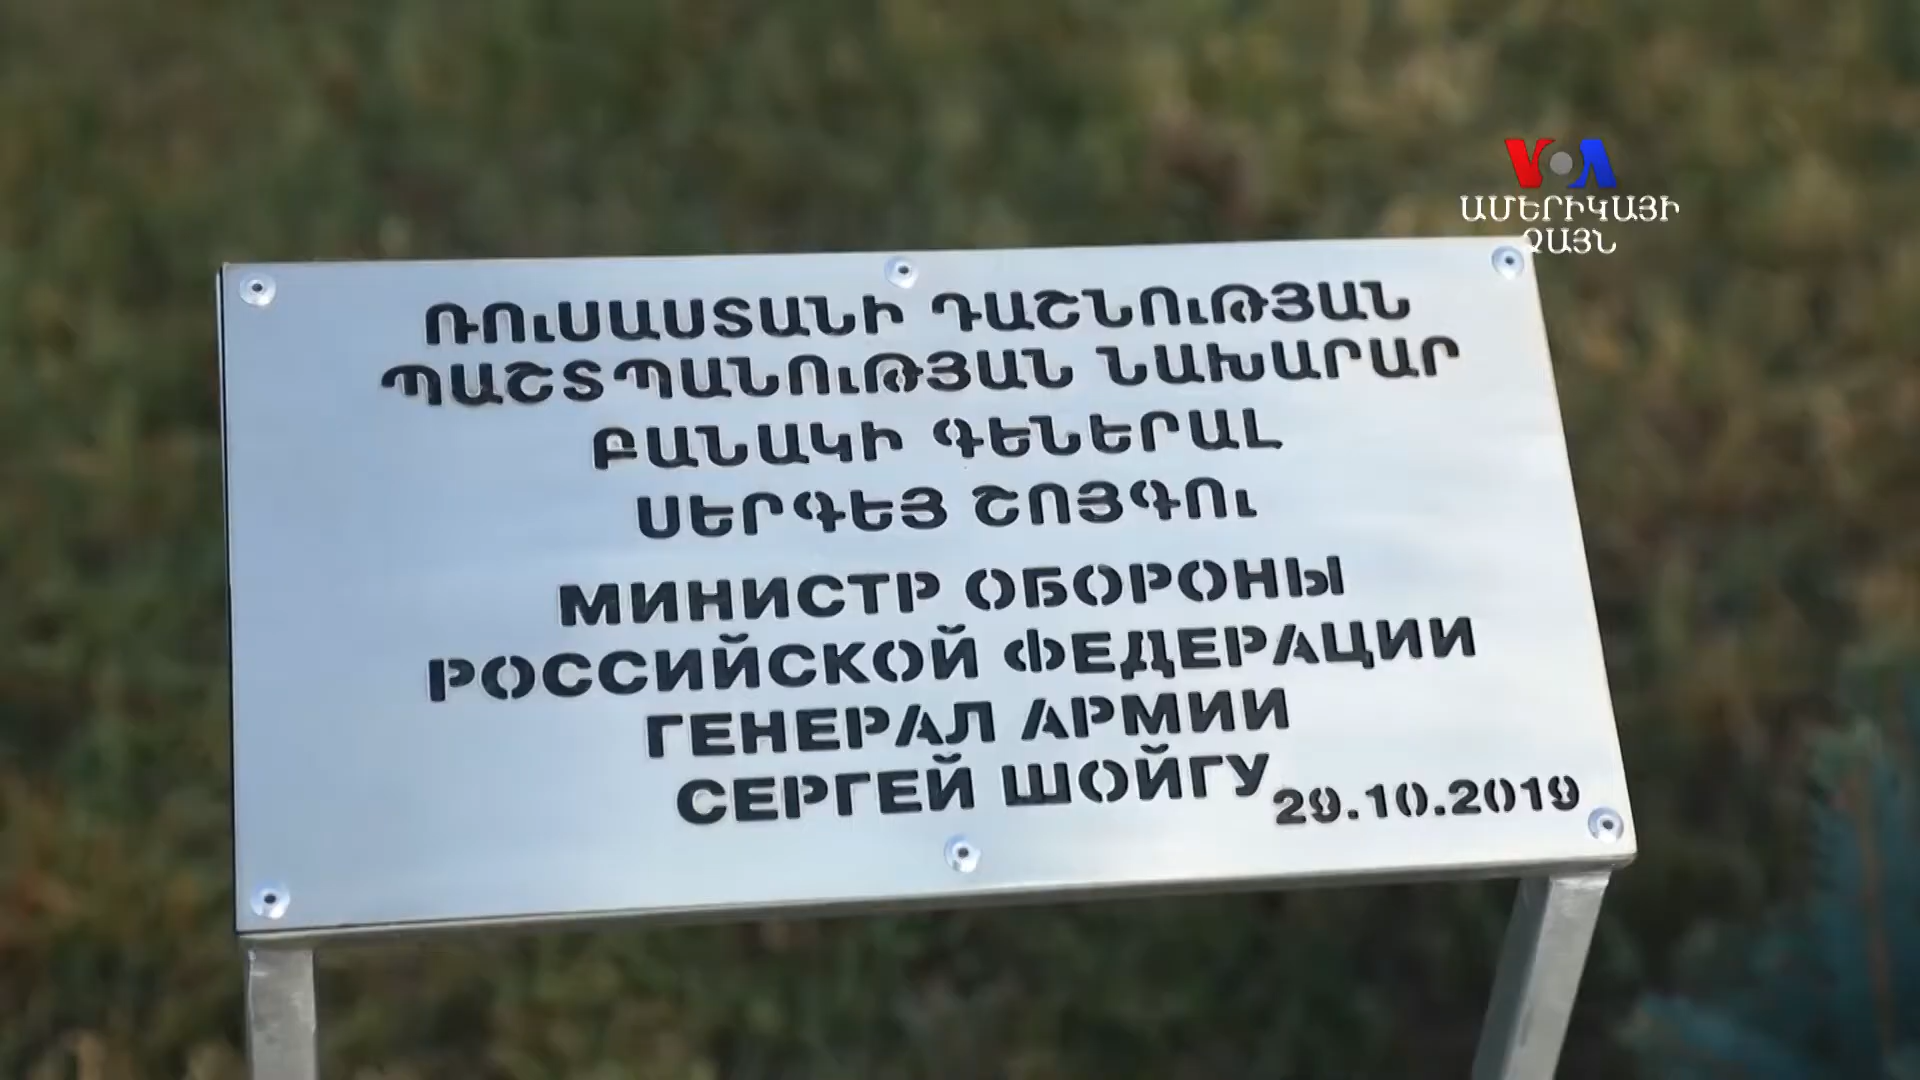 VOA
ԱՄԵՐԻԿԱՅԻ
ՁԱՅՆ
ՌՈւՍԱՍՏԱՆԻ ԴԱՇՆՈւԹՅԱՆ
ՊԱՇՏՊԱՆՈւԹՅԱՆ ՆԱԽԱՐԱՐ
ԲԱՆԱԿԻ ԳԵՆԵՐԱԼ
ՍԵՐԳԵՅ ՇՈՅԳՈւ
МИНИСТР ОБОРОНЫ
РОССИЙСКОЙ ФЕДЕРАЦИИ
ГЕНЕРАЛ АРМИИ
СЕРГЕЙ ШОЙГУ
29.10.2019